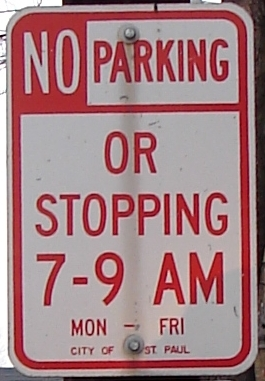 NO PARKING
OR
STOPPING
7-9 AM
MON - FRI
CITY OF ST. PAUL